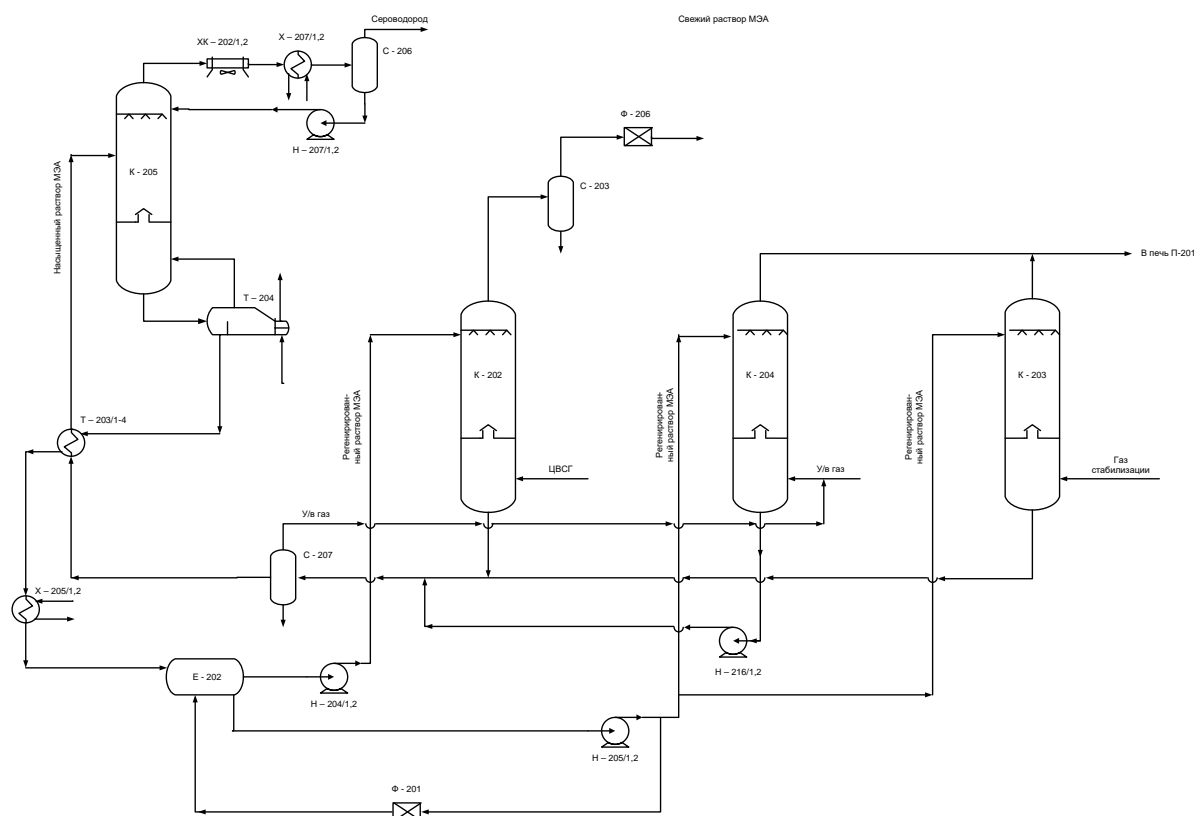 Сероводород
Свежий раствор МЭА
ХК – 202/1,2
Х – 207/1,2
С - 206
Н – 207/1,2
Ф - 206
К - 205
С - 203
Насыщенный раствор МЭА
В печь П-201
Т – 204
К - 202
К - 204
К - 203
Т – 203/1-4
Регенирирован-
ный раствор МЭА
Регенирирован-
ный раствор МЭА
Регенирирован-
ный раствор МЭА
ЦВСГ
У/в газ
Газ
стабилизации
У/в газ
С - 207
Х – 205/1,2
Е - 202
Н – 204/1,2
Н – 216/1,2
Н – 205/1,2
Ф - 201